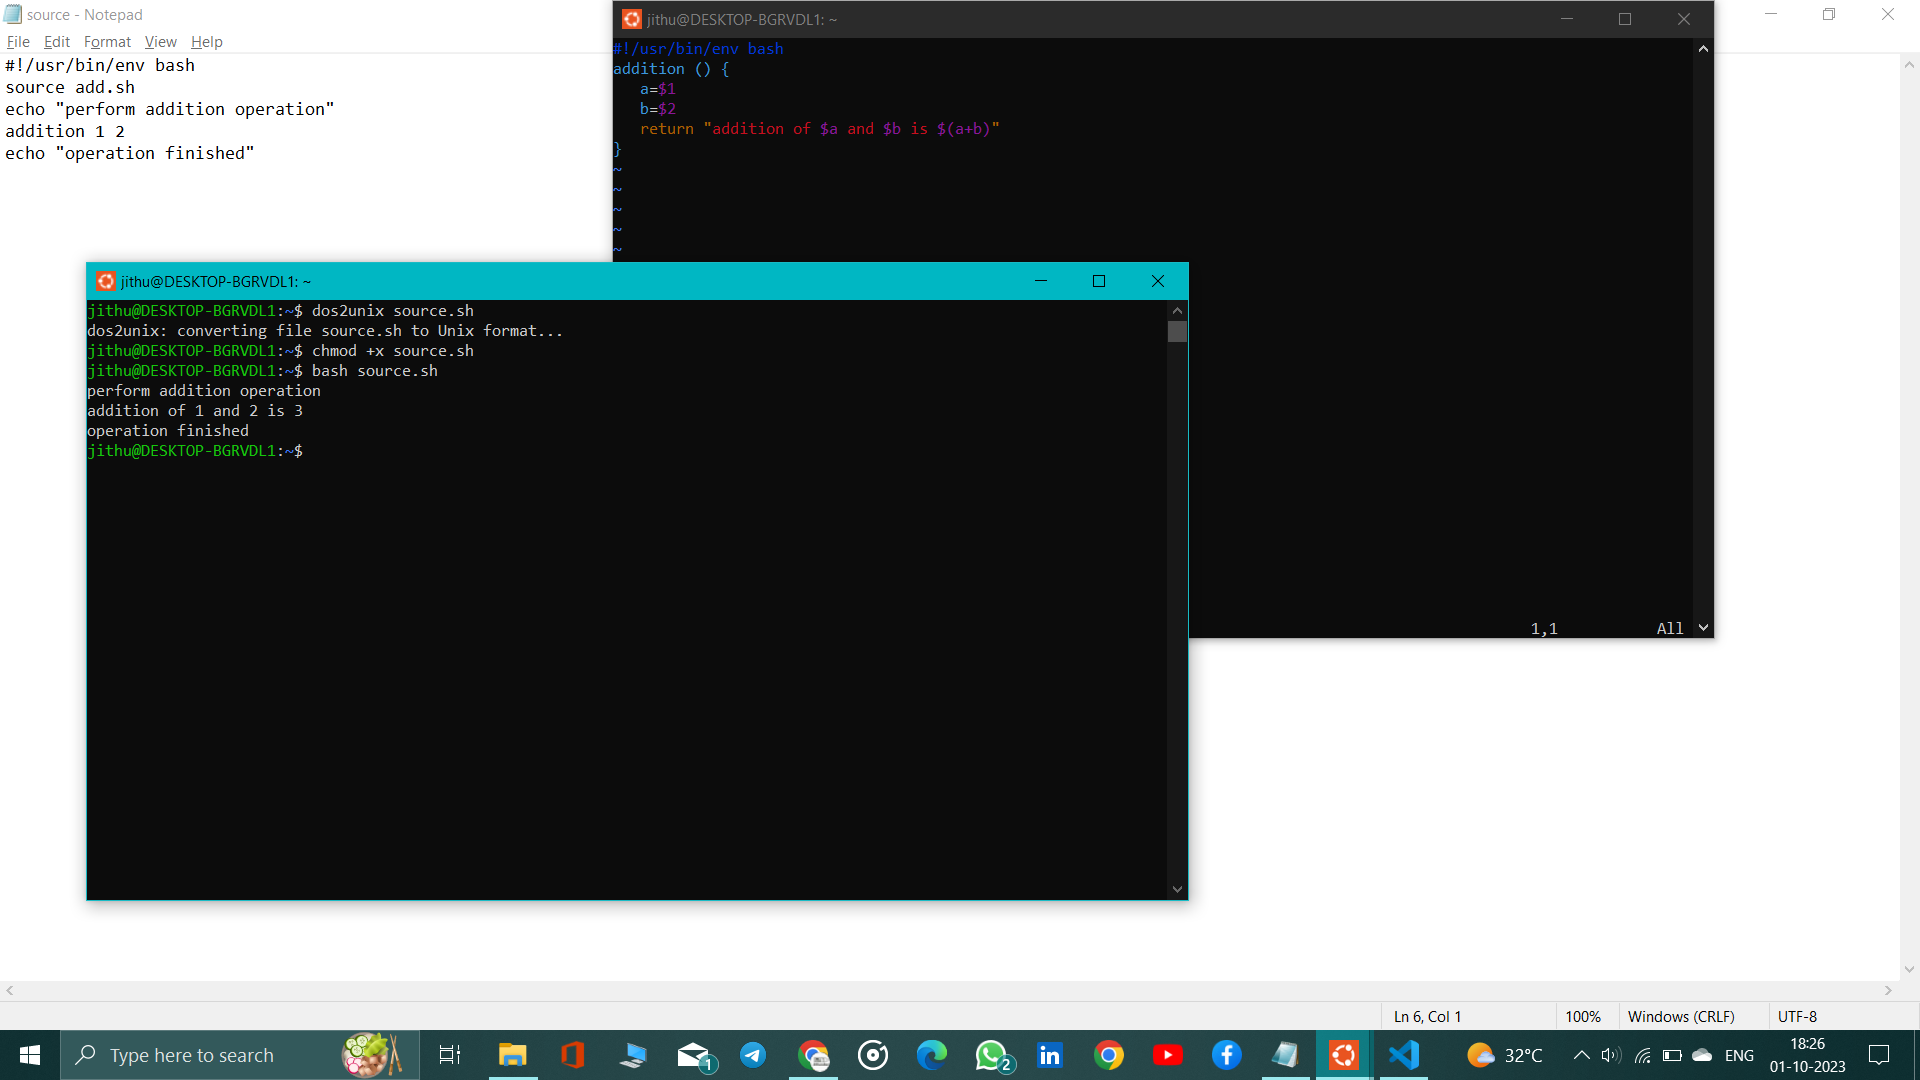 source - Notepad
File Edit Format View Help
#!/usr/bin/env bash
source add.sh
echo "perform addition operation"
addition 1 2
echo "operation finished"
jithu@DESKTOP-BGRVDL1: ~
#!/usr/bin/env bash
addition () {
a=$1
b=$2
return "addition of $a and $b is $(a+b)"
}
~
~
~
~
~
1,1 All
jithu@DESKTOP-BGRVDL1: ~
jithu@DESKTOP-BGRVDL1:~$ dos2unix source.sh
dos2unix: converting file source.sh to Unix format...
jithu@DESKTOP-BGRVDL1:~$ chmod +x source.sh
jithu@DESKTOP-BGRVDL1:~$ bash source.sh
perform addition operation
addition of 1 and 2 is 3
operation finished
jithu@DESKTOP-BGRVDL1:~$
Ln 6, Col 1 100% Windows (CRLF) UTF-8
Type here to search
1
2
in
32°C
ENG
18:26
01-10-2023